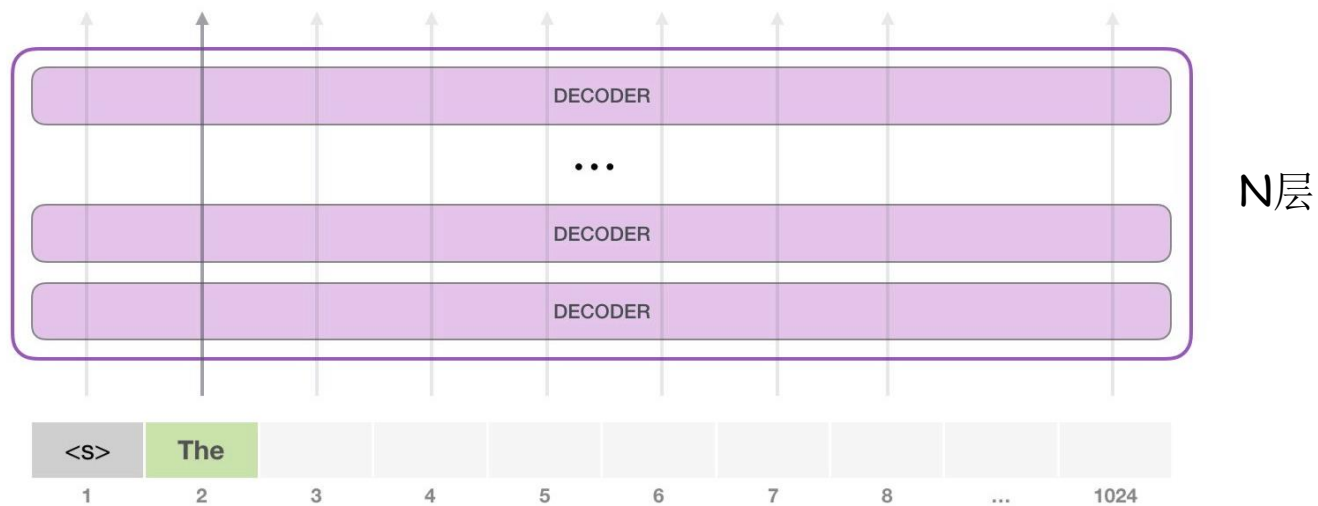 DECODER
...
N层
DECODER
DECODER
<s> The
1 2 3 4 5 6 7 8 ... 1024